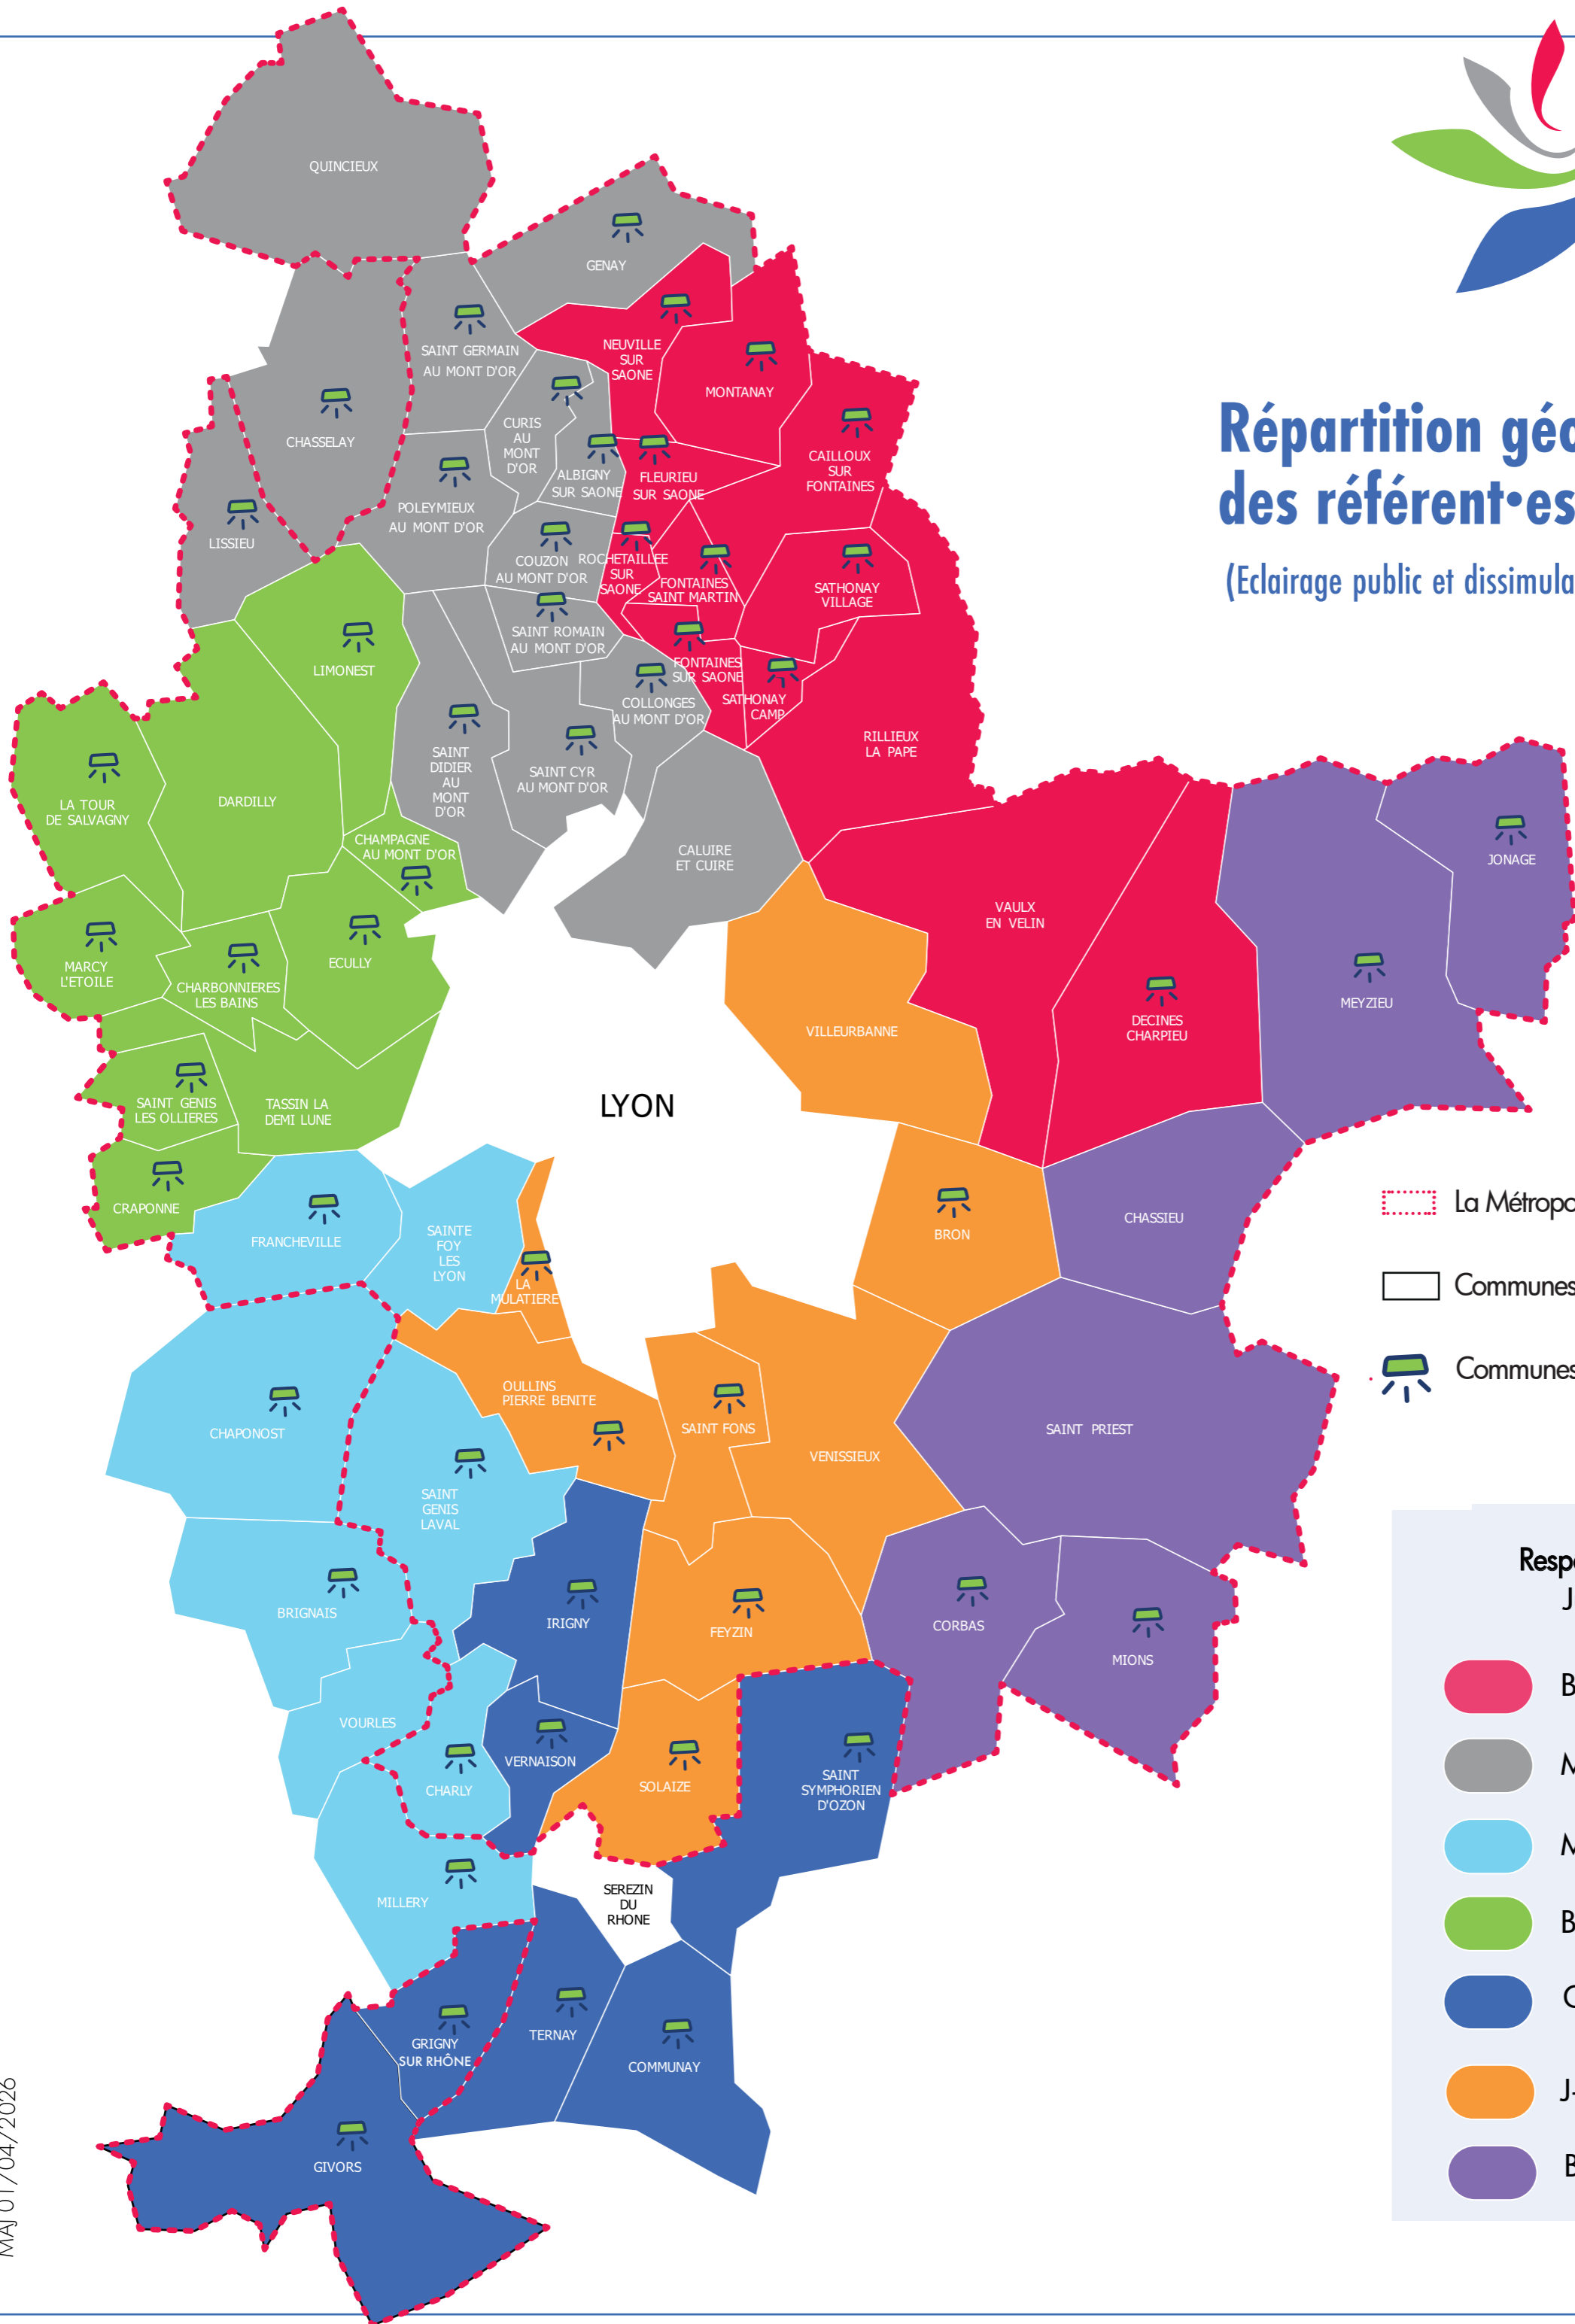 QUINCIEUX
GENAY
SAINT GERMAIN
AU MONT D'OR
NEUVILLE
SUR
SAONE
MONTANAY
CHASSELAY
CURIS
AU
MONT
D'OR
ALBIGNY
SUR SAONE
FLEURIEU
SUR SAONE
CAILLOUX
SUR
FONTAINES
Répartition géo
des référent•es
(Eclairage public et dissimula
LISSIEU
POLEYMIEUX
AU MONT D'OR
COUZON
AU MONT D'OR
ROCHETAILLEE
SUR
SAONE
FONTAINES
SAINT MARTIN
SATHONAY
VILLAGE
LIMONEST
SAINT ROMAIN
AU MONT D'OR
FONTAINES
SUR SAONE
COLLONGES
AU MONT D'OR
SATHONAY
CAMP
RILLIEUX
LA PAPE
LA TOUR
DE SALVAGNY
DARDILLY
SAINT
DIDIER
AU
MONT
D'OR
SAINT CYR
AU MONT D'OR
CHAMPAGNE
AU MONT D'OR
CALUIRE
ET CUIRE
JONAGE
VAULX
EN VELIN
MARCY
L'ETOILE
CHARBONNIERES
LES BAINS
ECULLY
VILLEURBANNE
DECINES
CHARPIEU
MEYZIEU
SAINT GENIS
LES OLLIERES
TASSIN LA
DEMI LUNE
LYON
CRAPONNE
FRANCHEVILLE
SAINTE
FOY
LES
LYON
LA
MULATIERE
BRON
CHASSIEU
La Métropo
Communes
Communes
OULLINS
PIERRE BENITE
CHAPONOST
SAINT FONS
VENISSIEUX
SAINT PRIEST
SAINT
GENIS
LAVAL
BRIGNAIS
IRIGNY
FEYZIN
CORBAS
MIONS
Resp
J
B
M
M
B
C
J-
B
VOURLES
CHARLY
VERNAISON
SOLAIZE
SAINT
SYMPHORIEN
D'OZON
MILLERY
SEREZIN
DU
RHONE
GRIGNY
SUR RHÔNE
TERNAY
COMMUNAY
GIVORS
MAJ 01/04/2026